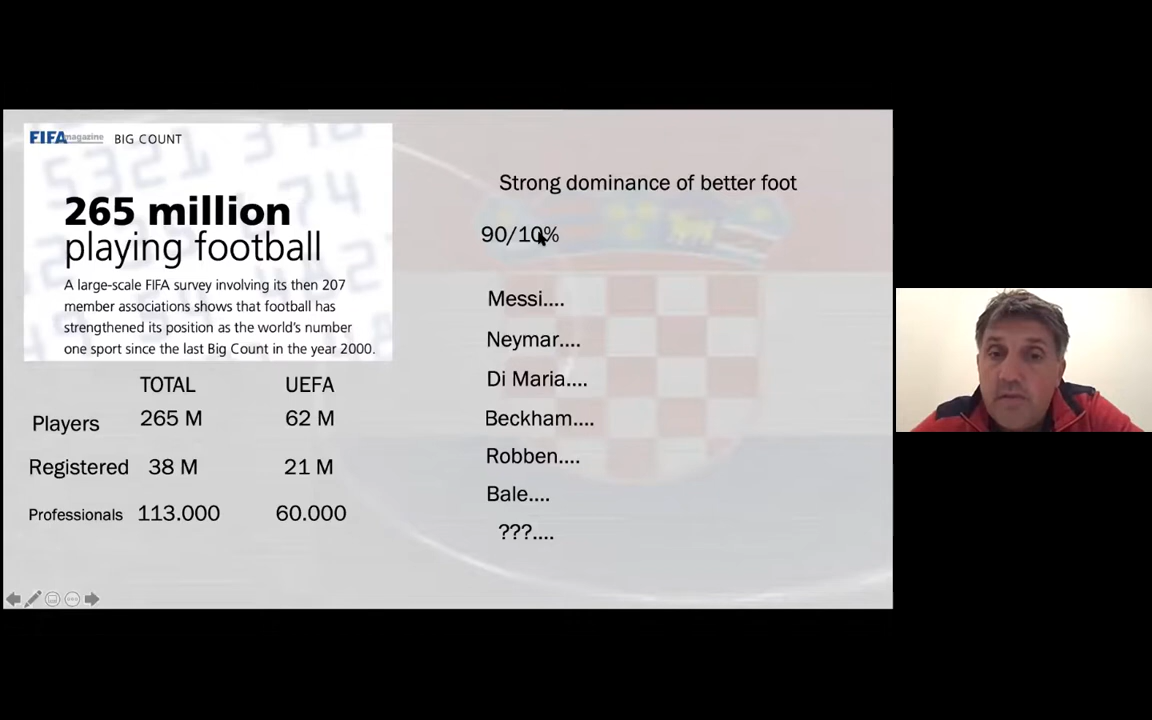 FIFA magazine BIG COUNT
265 million
playing football
A large-scale FIFA survey involving its then 207
member associations shows that football has
strengthened its position as the world's number
one sport since the last Big Count in the year 2000.
TOTAL UEFA
Players 265 M 62 M
Registered 38 M 21 M
Professionals 113.000 60.000
Strong dominance of better foot
90/10%
Messi....
Neymar....
Di Maria....
Beckham....
Robben....
Bale....
???....